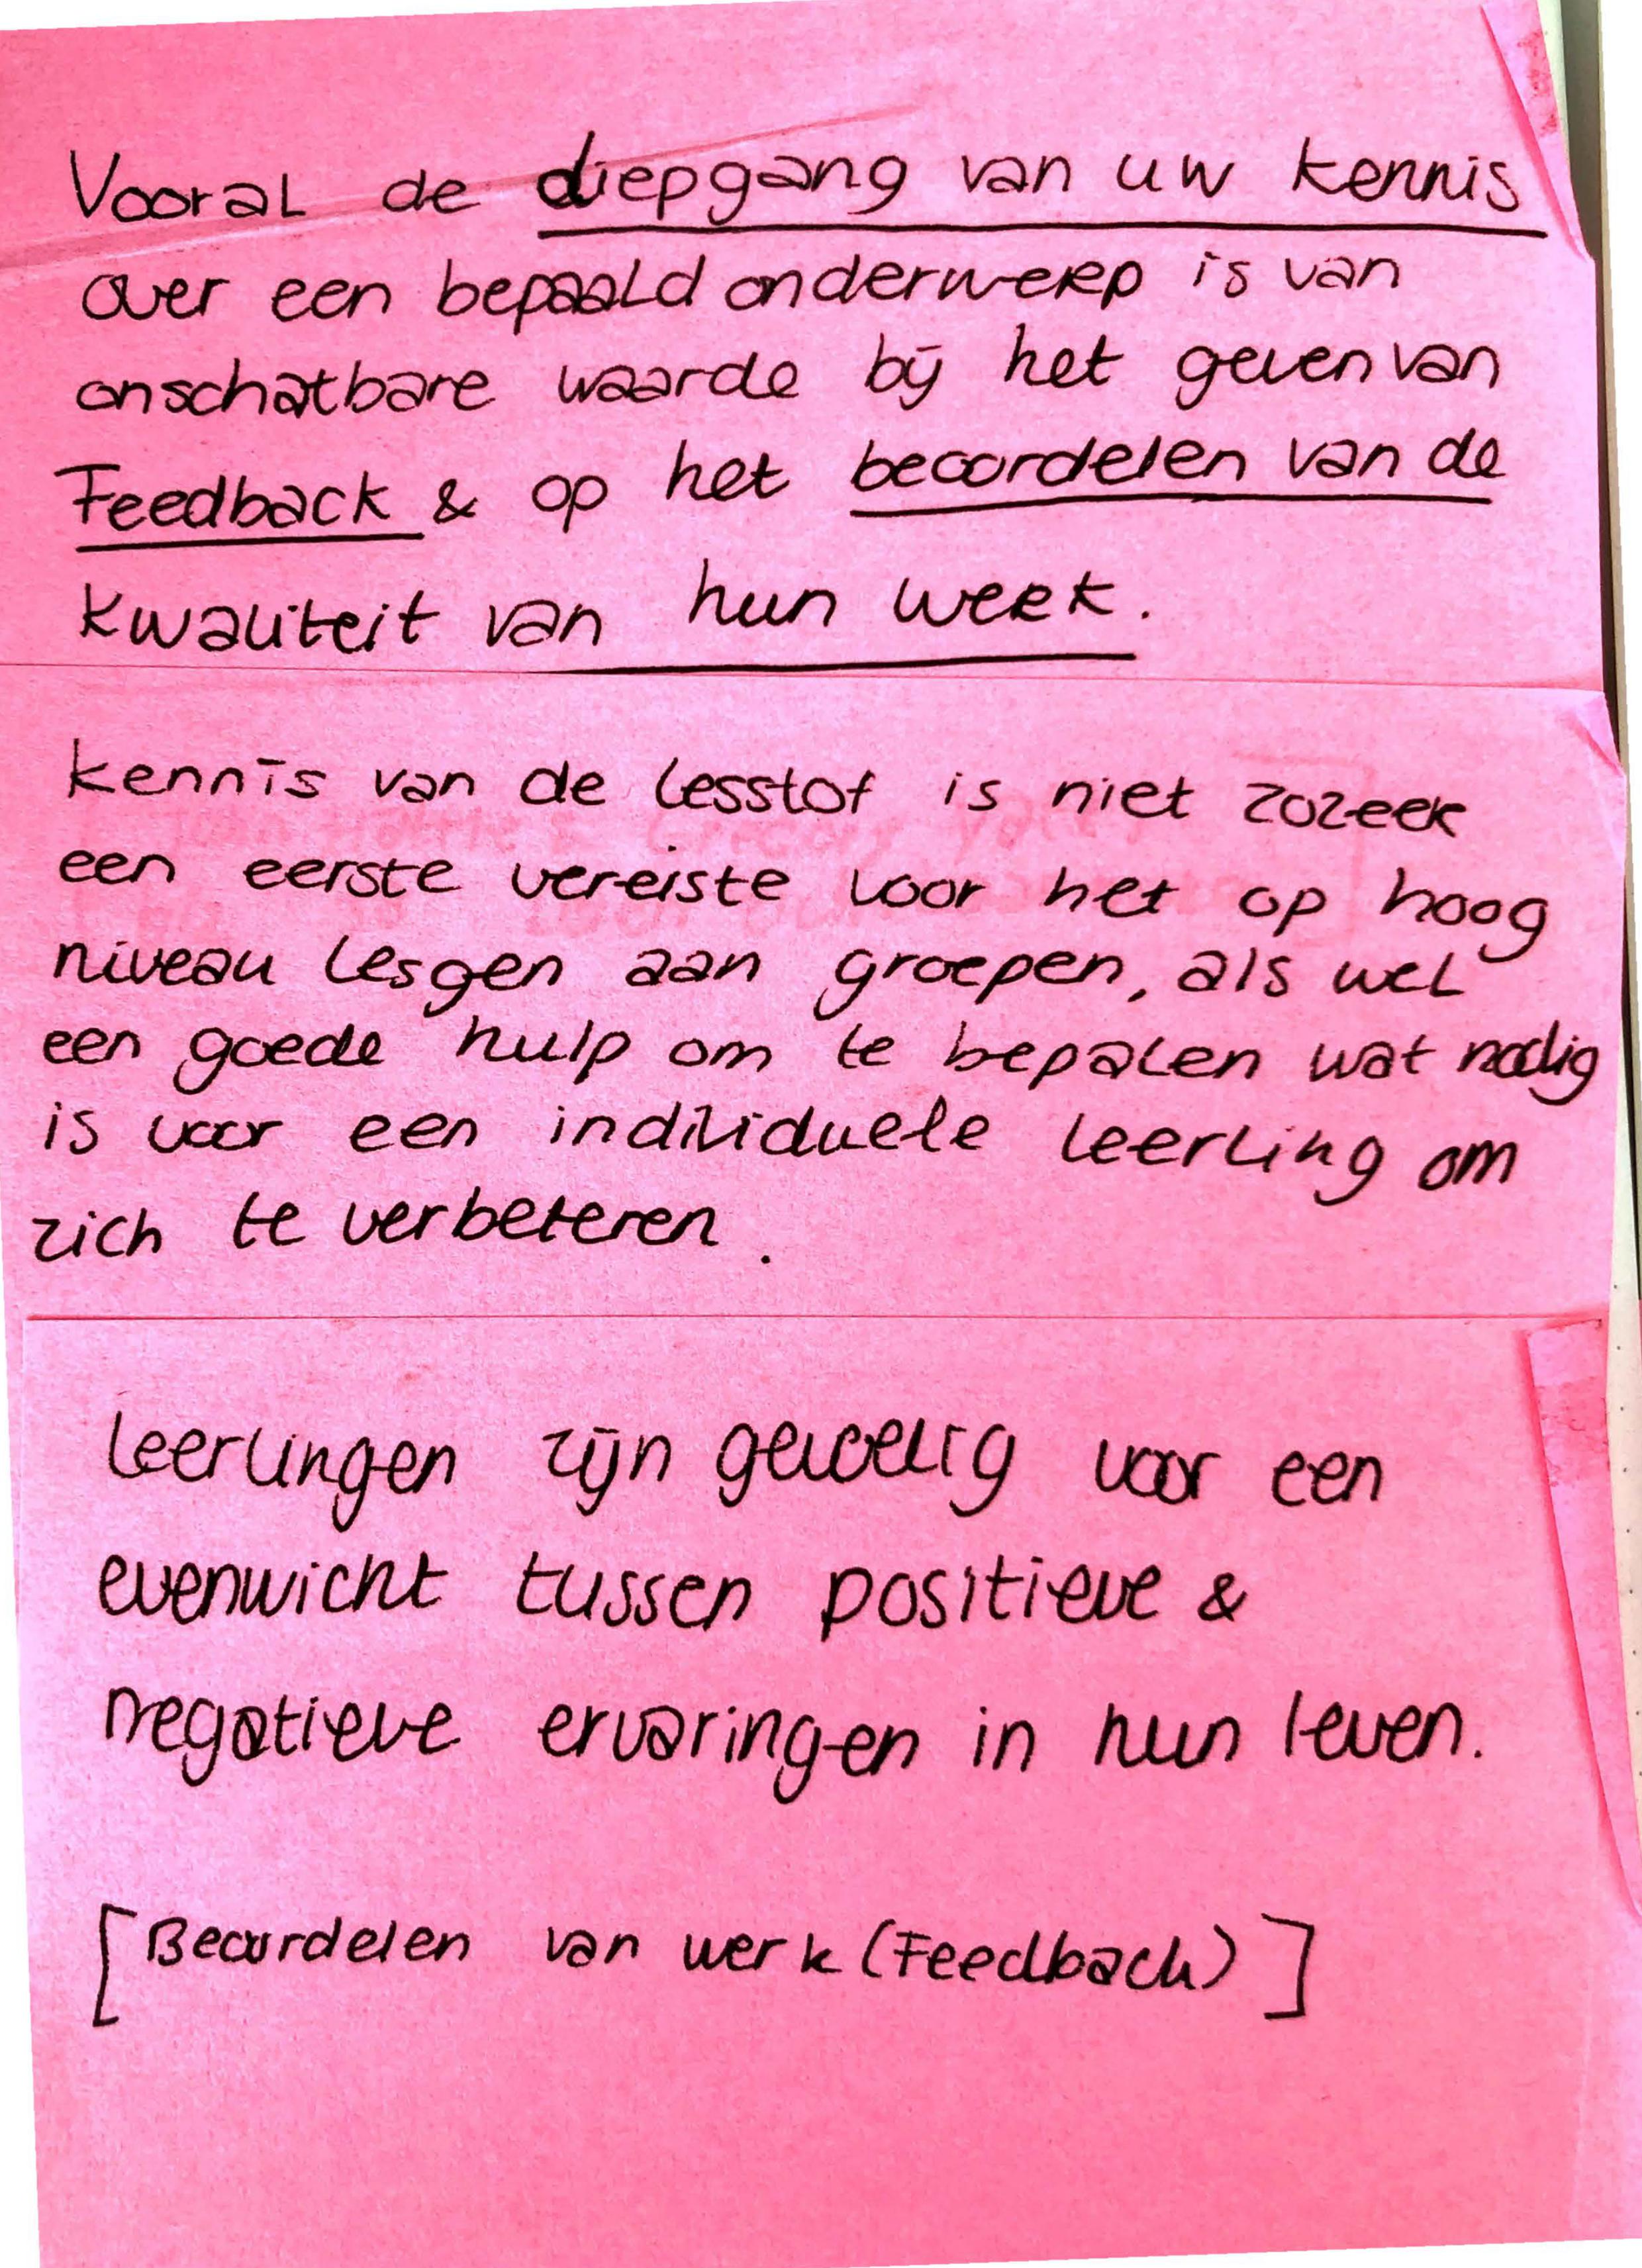 Vooral de diepgang van uw kennis
over een bepaald onderwerp is van
onschatbare waarde bij het geven van
Feedback & op het beoordelen van de
kwaliteit van hun werk.
kennis van de lesstof is niet zozeer
een eerste vereiste voor het op hoog
niveau lesgen aan groepen, als wel
een goede hulp om te bepalen wat nodig
is voor een individuele leerling om
zich te verbeteren.
leerlingen zijn gevoelig voor een
evenwicht tussen positieve &
negatieve ervaringen in hun leven.
[Beoordelen van werk (Feedback)]